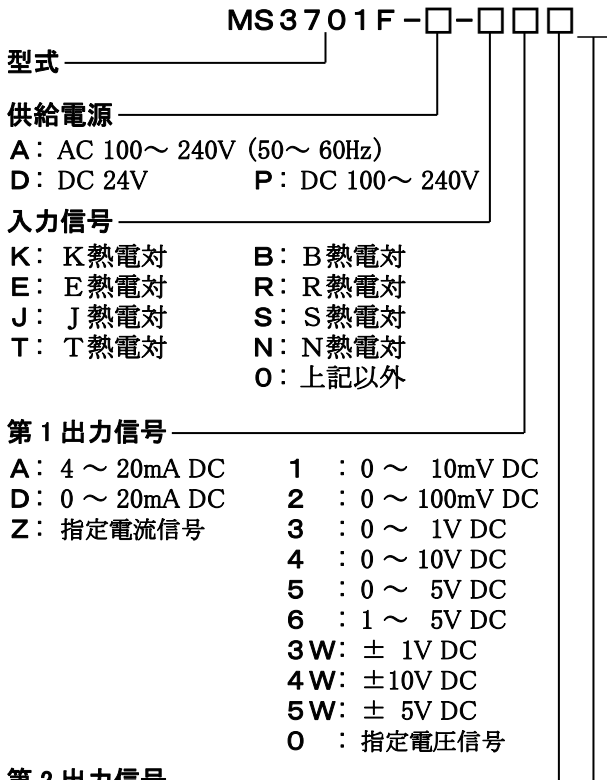 MS3701F-□-□□□
型式
供給電源
A: AC 100～240V (50～60Hz)
D: DC 24V P: DC 100～240V
入力信号
K: K熱電対 B: B熱電対
E: E熱電対 R: R熱電対
J: J熱電対 S: S熱電対
T: T熱電対 N: N熱電対
0: 上記以外
第1出力信号
A: 4～20mA DC 1 : 0～ 10mV DC
D: 0～20mA DC 2 : 0～100mV DC
Z: 指定電流信号 3 : 0～ 1V DC
4 : 0～10V DC
5 : 0～ 5V DC
6 : 1～ 5V DC
3W: ± 1V DC
4W: ±10V DC
5W: ± 5V DC
0 : 指定電圧信号
第2出力信号